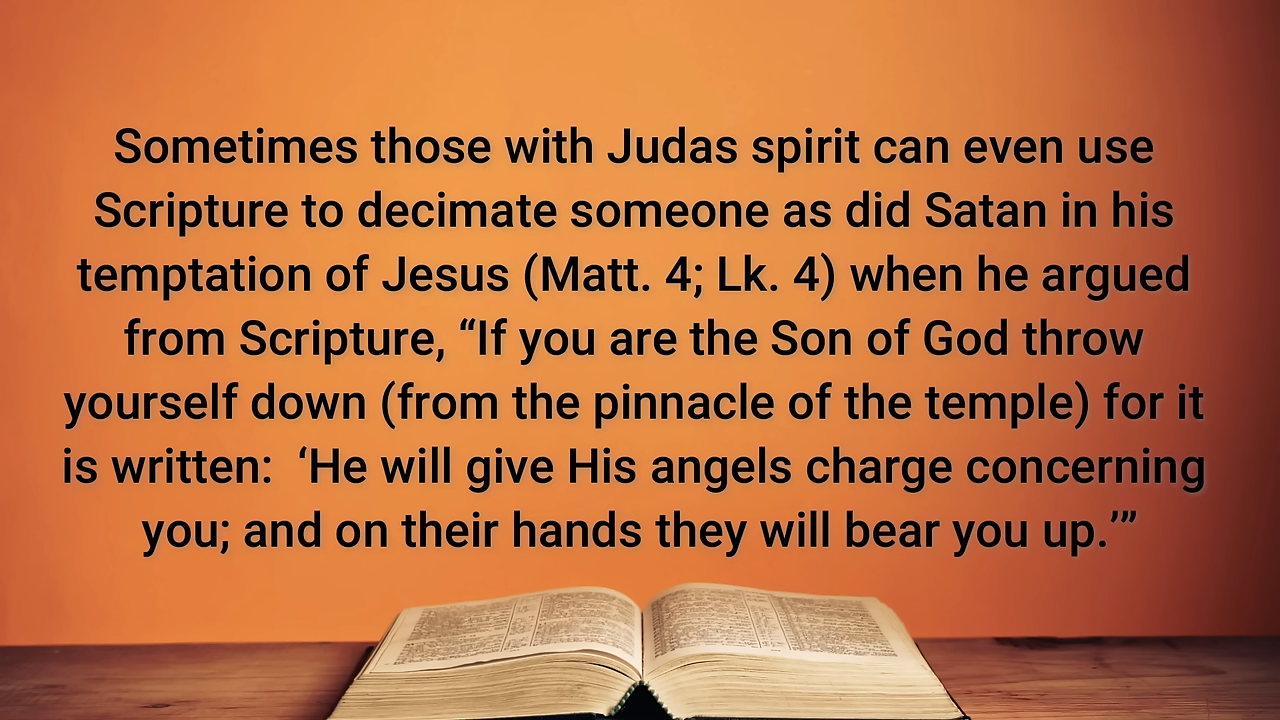 Sometimes those with Judas spirit can even use
Scripture to decimate someone as did Satan in his
temptation of Jesus (Matt. 4; Lk. 4) when he argued
from Scripture, “If you are the Son of God throw
yourself down (from the pinnacle of the temple) for it
is written:  ‘He will give His angels charge concerning
you; and on their hands they will bear you up.’”